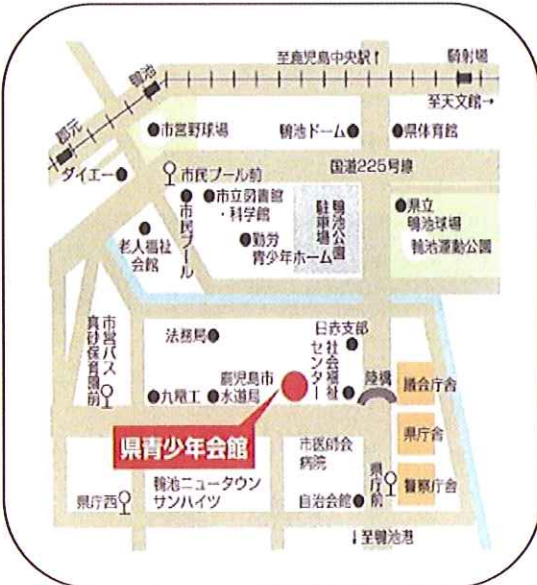 至鹿児島中央駅↑
騎射場
至天文館→
鴨池
郡元
市営野球場
鴨池ドーム
県体育館
国道225号線
ダイエー
市民プール前
市民プール
市立図書館
・科学館
鴨池公園
駐車場
県立
鴨池球場
鴨池運動公園
老人福祉
会館
勤労
青少年ホーム
市営バス
真砂保育園前
法務局
日赤支部
社会福祉
センター
陸橋
議会庁舎
九電工
鹿児島市
水道局
県青少年会館
市医師会
病院
県庁舎
県庁前
警察庁舎
県庁西
鴨池ニュータウン
サンハイツ
自治会館
↓至鴨池港